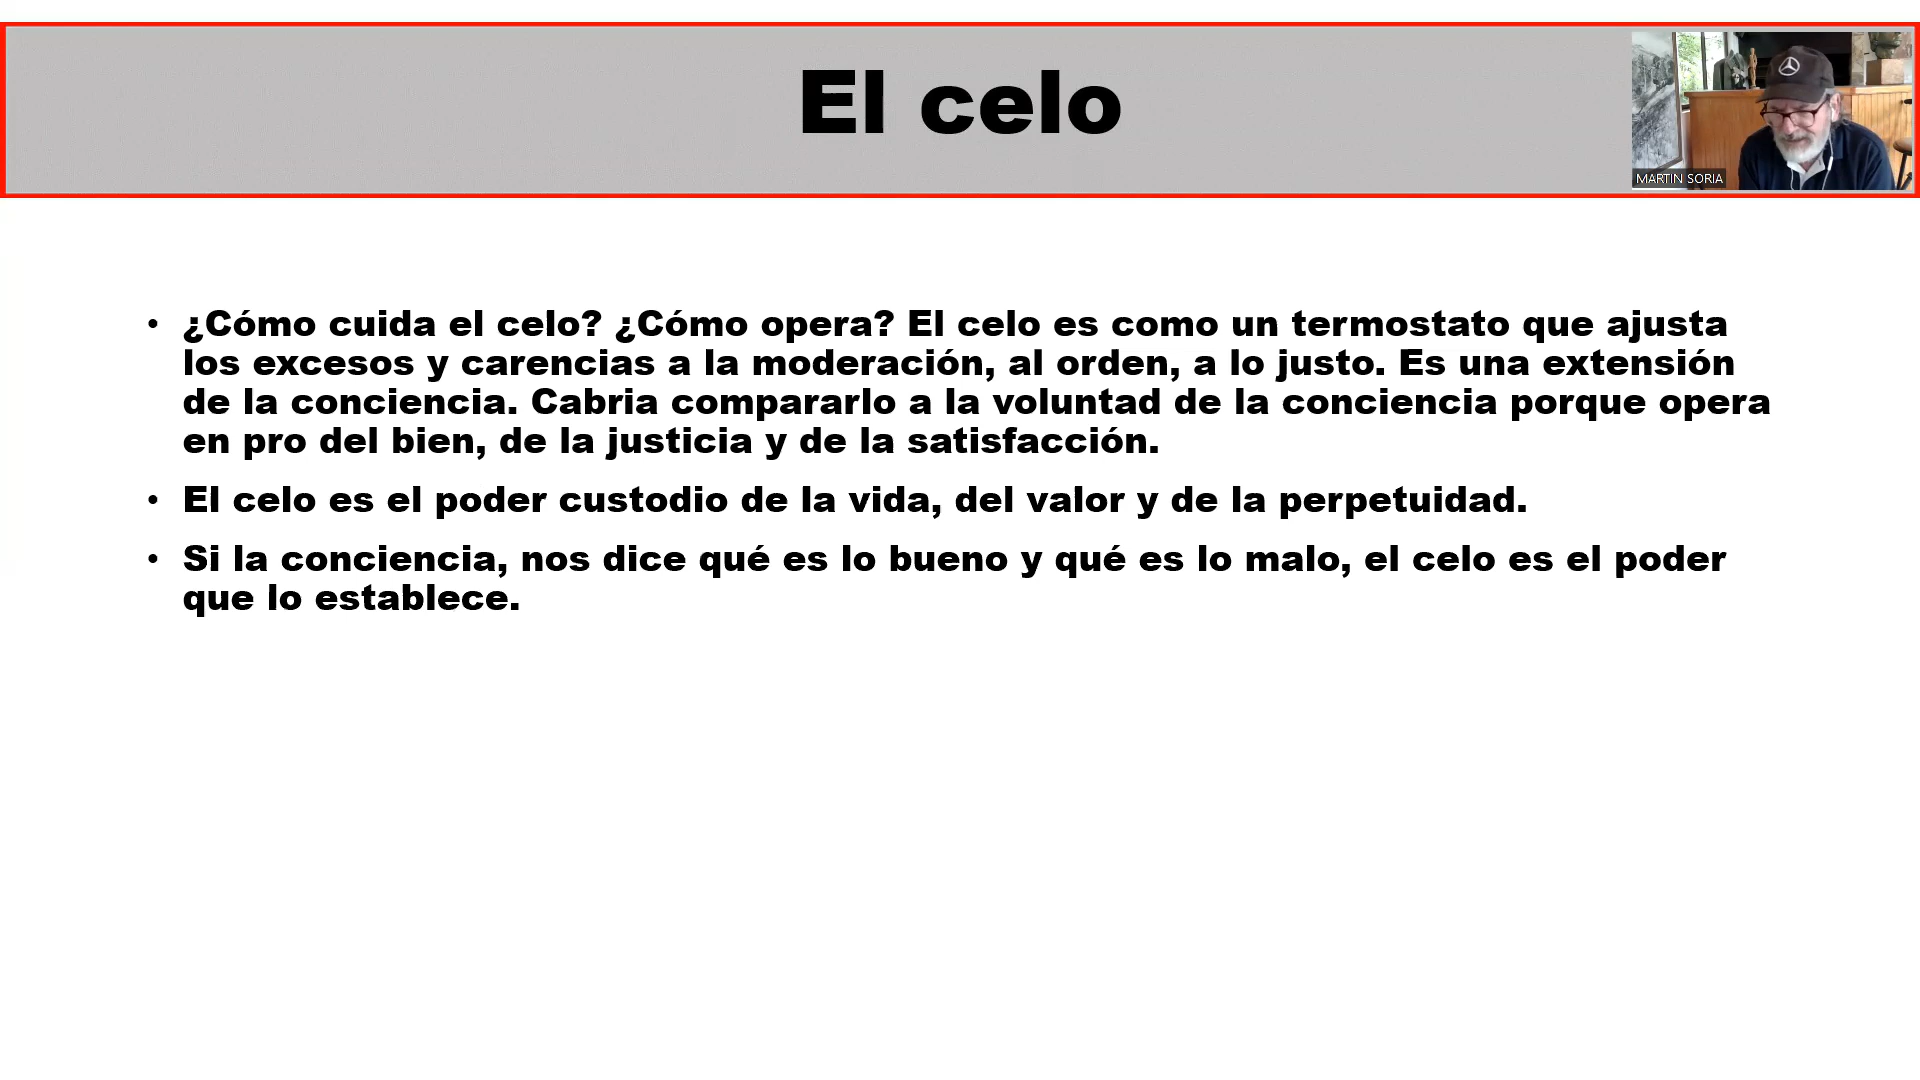 El celo
MARTIN SORIA
• ¿Cómo cuida el celo? ¿Cómo opera? El celo es como un termostato que ajusta
los excesos y carencias a la moderación, al orden, a lo justo. Es una extensión
de la conciencia. Cabria compararlo a la voluntad de la conciencia porque opera
en pro del bien, de la justicia y de la satisfacción.
• El celo es el poder custodio de la vida, del valor y de la perpetuidad.
• Si la conciencia, nos dice qué es lo bueno y qué es lo malo, el celo es el poder
que lo establece.